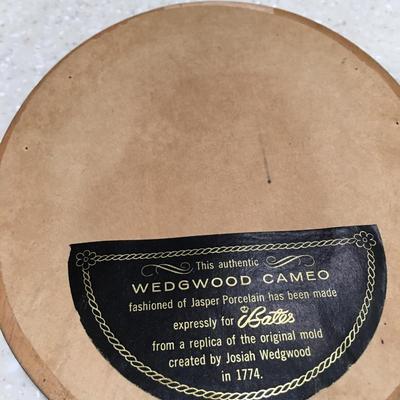 This authentic
WEDGWOOD CAMEO
fashioned of Jasper Porcelain has been made
expressly for Bates
from a replica of the original mold
created by Josiah Wedgwood
in 1774.